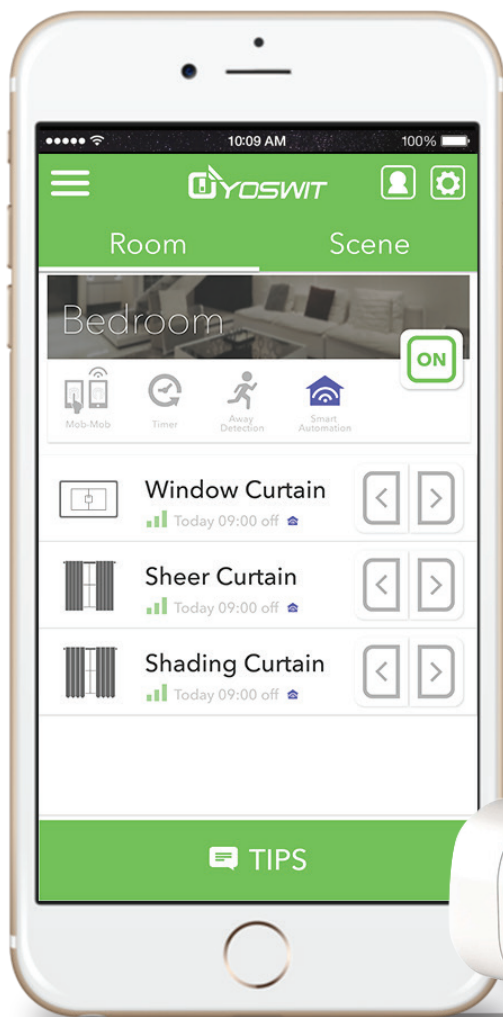 10:09 AM
100%
YOSWIT
Room
Scene
Bedroom
ON
Mob-Mob
Timer
Away
Detection
Smart
Automation
Window Curtain
Today 09:00 off
Sheer Curtain
Today 09:00 off
Shading Curtain
Today 09:00 off
TIPS